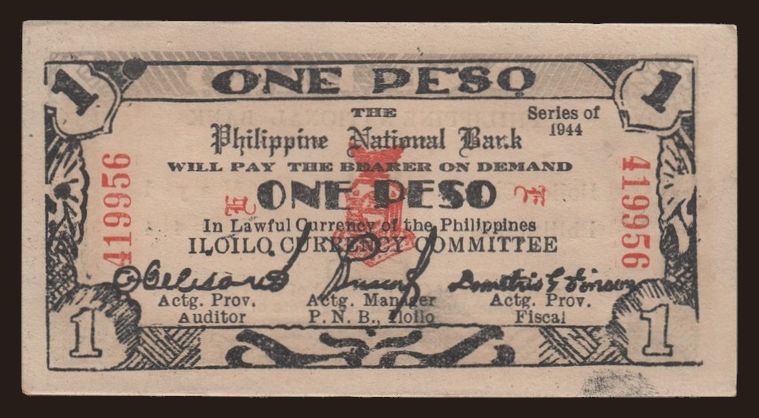 1 ONE PESO 1
THE
Series of
1944
Philippine National Bank
WILL PAY THE BEARER ON DEMAND
ONE PESO
In Lawful Currency of the Philippines
ILOILO CURRENCY COMMITTEE
419956
419956
Actg. Prov. Auditor
Actg. Manager P. N. B., Iloilo
Actg. Prov. Fiscal
1 1